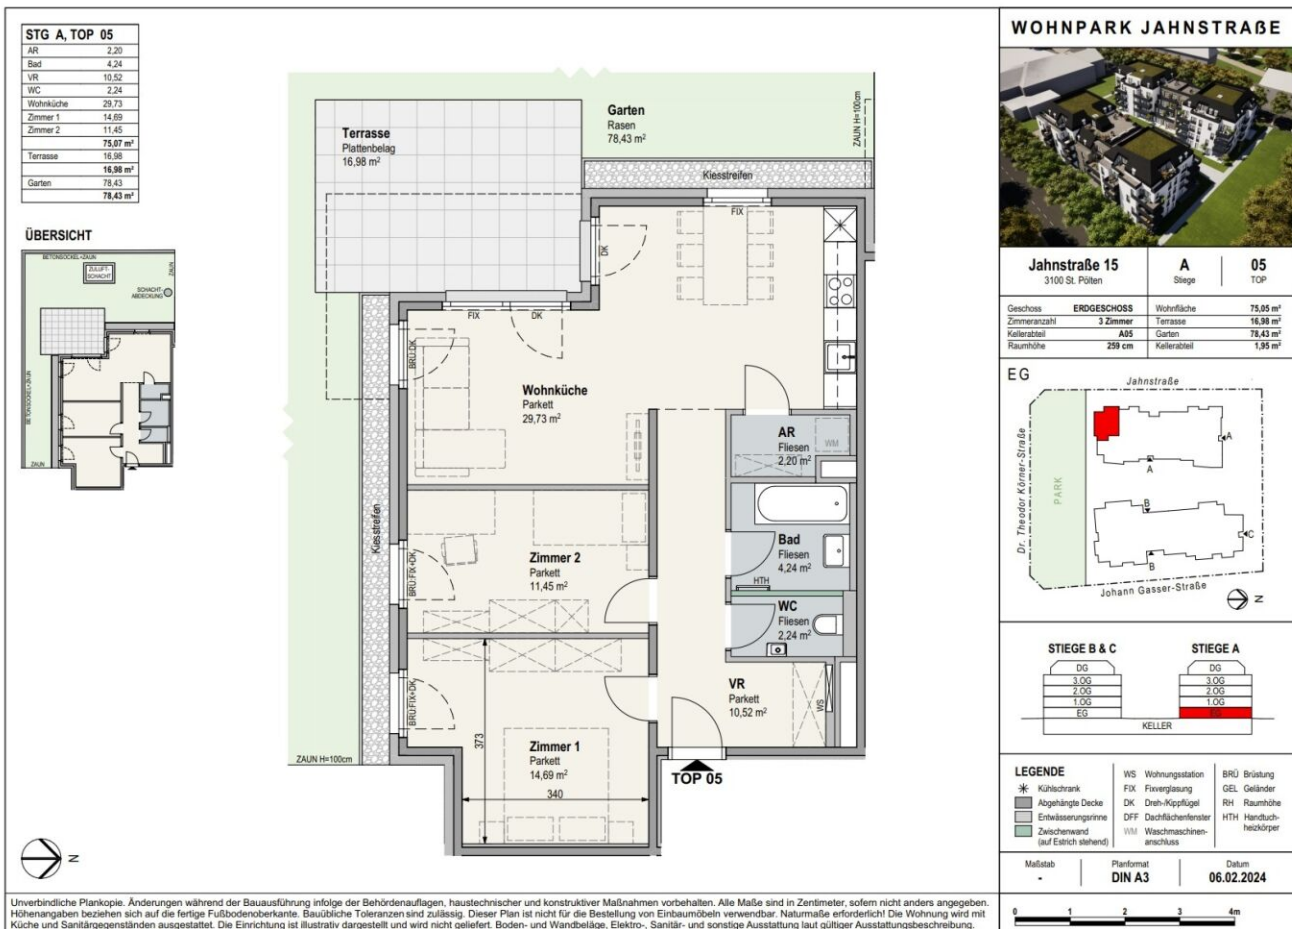 STG A, TOP 05
AR 2,20
Bad 4,24
VR 10,52
WC 2,24
Wohnküche 29,73
Zimmer 1 14,69
Zimmer 2 11,45
75,07 m²
Terrasse 16,98
16,98 m²
Garten 78,43
78,43 m²
ÜBERSICHT
BETONSOCKEL+ZAUN
ZAUN
ZULUFT-
SCHACHT
SCHACHT-
ABDECKUNG
BETONSOCKEL+ZAUN
ZAUN
Terrasse
Plattenbelag
16,98 m²
Garten
Rasen
78,43 m²
ZAUN H=100cm
Kiesstreifen
FIX
DK
FIX
DK
BRÜ:DK
Wohnküche
Parkett
29,73 m²
AR
Fliesen
2,20 m²
WM
Kiesstreifen
Bad
Fliesen
4,24 m²
HTH
Zimmer 2
Parkett
11,45 m²
BRÜ:FIX+DK
WC
Fliesen
2,24 m²
VR
Parkett
10,52 m²
WS
BRÜ:FIX+DK
373
Zimmer 1
Parkett
14,69 m²
340
ZAUN H=100cm
TOP 05
N
WOHNPARK JAHNSTRAßE
Jahnstraße 15
3100 St. Pölten
A
Stiege
05
TOP
Geschoss ERDGESCHOSS
Zimmeranzahl 3 Zimmer
Kellerabteil A05
Raumhöhe 259 cm
Wohnfläche 75,05 m²
Terrasse 16,98 m²
Garten 78,43 m²
Kellerabteil 1,95 m²
EG
Jahnstraße
Dr. Theodor Körner-Straße
PARK
A
A
B
C
B
Johann Gasser-Straße
N
STIEGE B & C
DG
3.OG
2.OG
1.OG
EG
STIEGE A
DG
3.OG
2.OG
1.OG
EG
KELLER
LEGENDE
Kühlschrank
Abgehängte Decke
Entwässerungsrinne
Zwischenwand
(auf Estrich stehend)
WS Wohnungsstation
FIX Fixverglasung
DK Dreh-/Kippflügel
DFF Dachflächenfenster
WM Waschmaschinen-
anschluss
BRÜ Brüstung
GEL Geländer
RH Raumhöhe
HTH Handtuch-
heizkörper
Maßstab
-
Planformat
DIN A3
Datum
06.02.2024
0 1 2 3 4m
Unverbindliche Plankopie. Änderungen während der Bauausführung infolge der Behördenauflagen, haustechnischer und konstruktiver Maßnahmen vorbehalten. Alle Maße sind in Zentimeter, sofern nicht anders angegeben.
Höhenangaben beziehen sich auf die fertige Fußbodenoberkante. Bauübliche Toleranzen sind zulässig. Dieser Plan ist nicht für die Bestellung von Einbaumöbeln verwendbar. Naturmaße erforderlich! Die Wohnung wird mit
Küche und Sanitärgegenständen ausgestattet. Die Einrichtung ist illustrativ dargestellt und wird nicht geliefert. Boden- und Wandbeläge, Elektro-, Sanitär- und sonstige Ausstattung laut gültiger Ausstattungsbeschreibung.